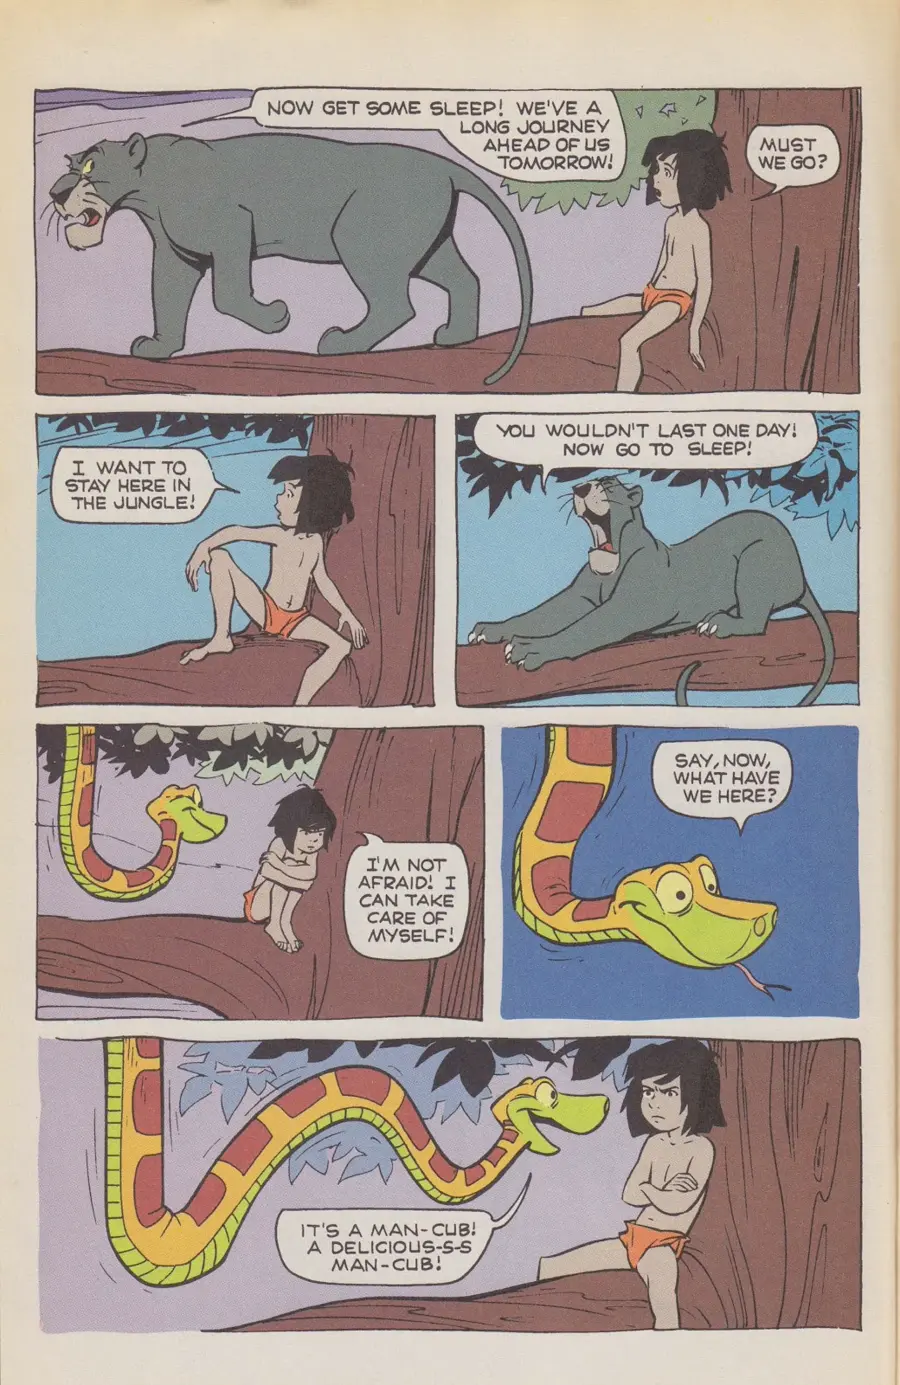 NOW GET SOME SLEEP! WE'VE A
LONG JOURNEY
AHEAD OF US
TOMORROW!
MUST
WE GO?
I WANT TO
STAY HERE IN
THE JUNGLE!
YOU WOULDN'T LAST ONE DAY!
NOW GO TO SLEEP!
I'M NOT
AFRAID! I
CAN TAKE
CARE OF
MYSELF!
SAY, NOW,
WHAT HAVE
WE HERE?
IT'S A MAN-CUB!
A DELICIOUS-S-S
MAN-CUB!